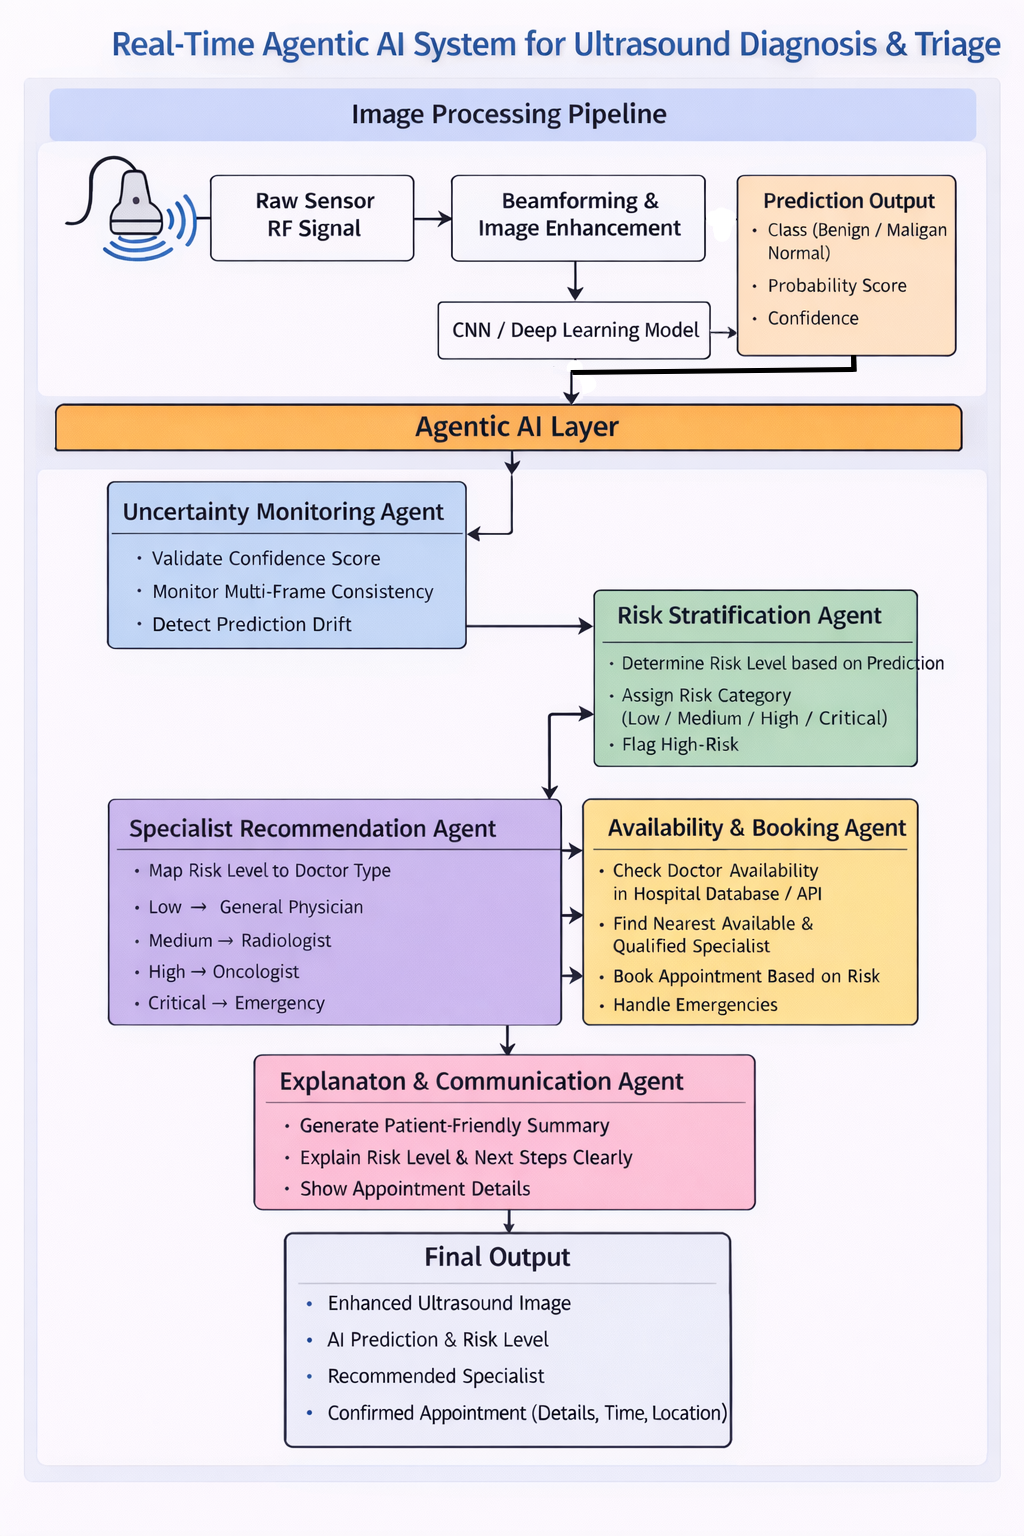 Real-Time Agentic AI System for Ultrasound Diagnosis & Triage
Image Processing Pipeline
Raw Sensor
RF Signal
Beamforming &
Image Enhancement
CNN / Deep Learning Model
Prediction Output
· Class (Benign / Maligan
Normal)
· Probability Score
· Confidence
Agentic AI Layer
Uncertainty Monitoring Agent
· Validate Confidence Score
· Monitor Multi-Frame Consistency
· Detect Prediction Drift
Risk Stratification Agent
· Determine Risk Level based on Prediction
· Assign Risk Category
(Low / Medium / High / Critical)
· Flag High-Risk
Specialist Recommendation Agent
· Map Risk Level to Doctor Type
· Low → General Physician
· Medium → Radiologist
· High → Oncologist
· Critical → Emergency
Availability & Booking Agent
· Check Doctor Availability
in Hospital Database / API
· Find Nearest Available &
Qualified Specialist
· Book Appointment Based on Risk
· Handle Emergencies
Explanaton & Communication Agent
· Generate Patient-Friendly Summary
· Explain Risk Level & Next Steps Clearly
· Show Appointment Details
Final Output
· Enhanced Ultrasound Image
· AI Prediction & Risk Level
· Recommended Specialist
· Confirmed Appointment (Details, Time, Location)